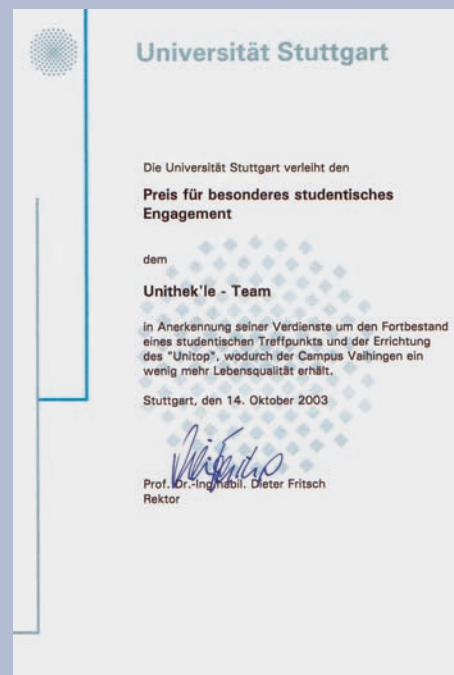 Universität Stuttgart
Die Universität Stuttgart verleiht den
Preis für besonderes studentisches
Engagement
dem
Unithek'le - Team
in Anerkennung seiner Verdienste um den Fortbestand
eines studentischen Treffpunkts und der Errichtung
des "Unitop", wodurch der Campus Vaihingen ein
wenig mehr Lebensqualität erhält.
Stuttgart, den 14. Oktober 2003
Prof. Dr.-Ing. habil. Dieter Fritsch
Rektor